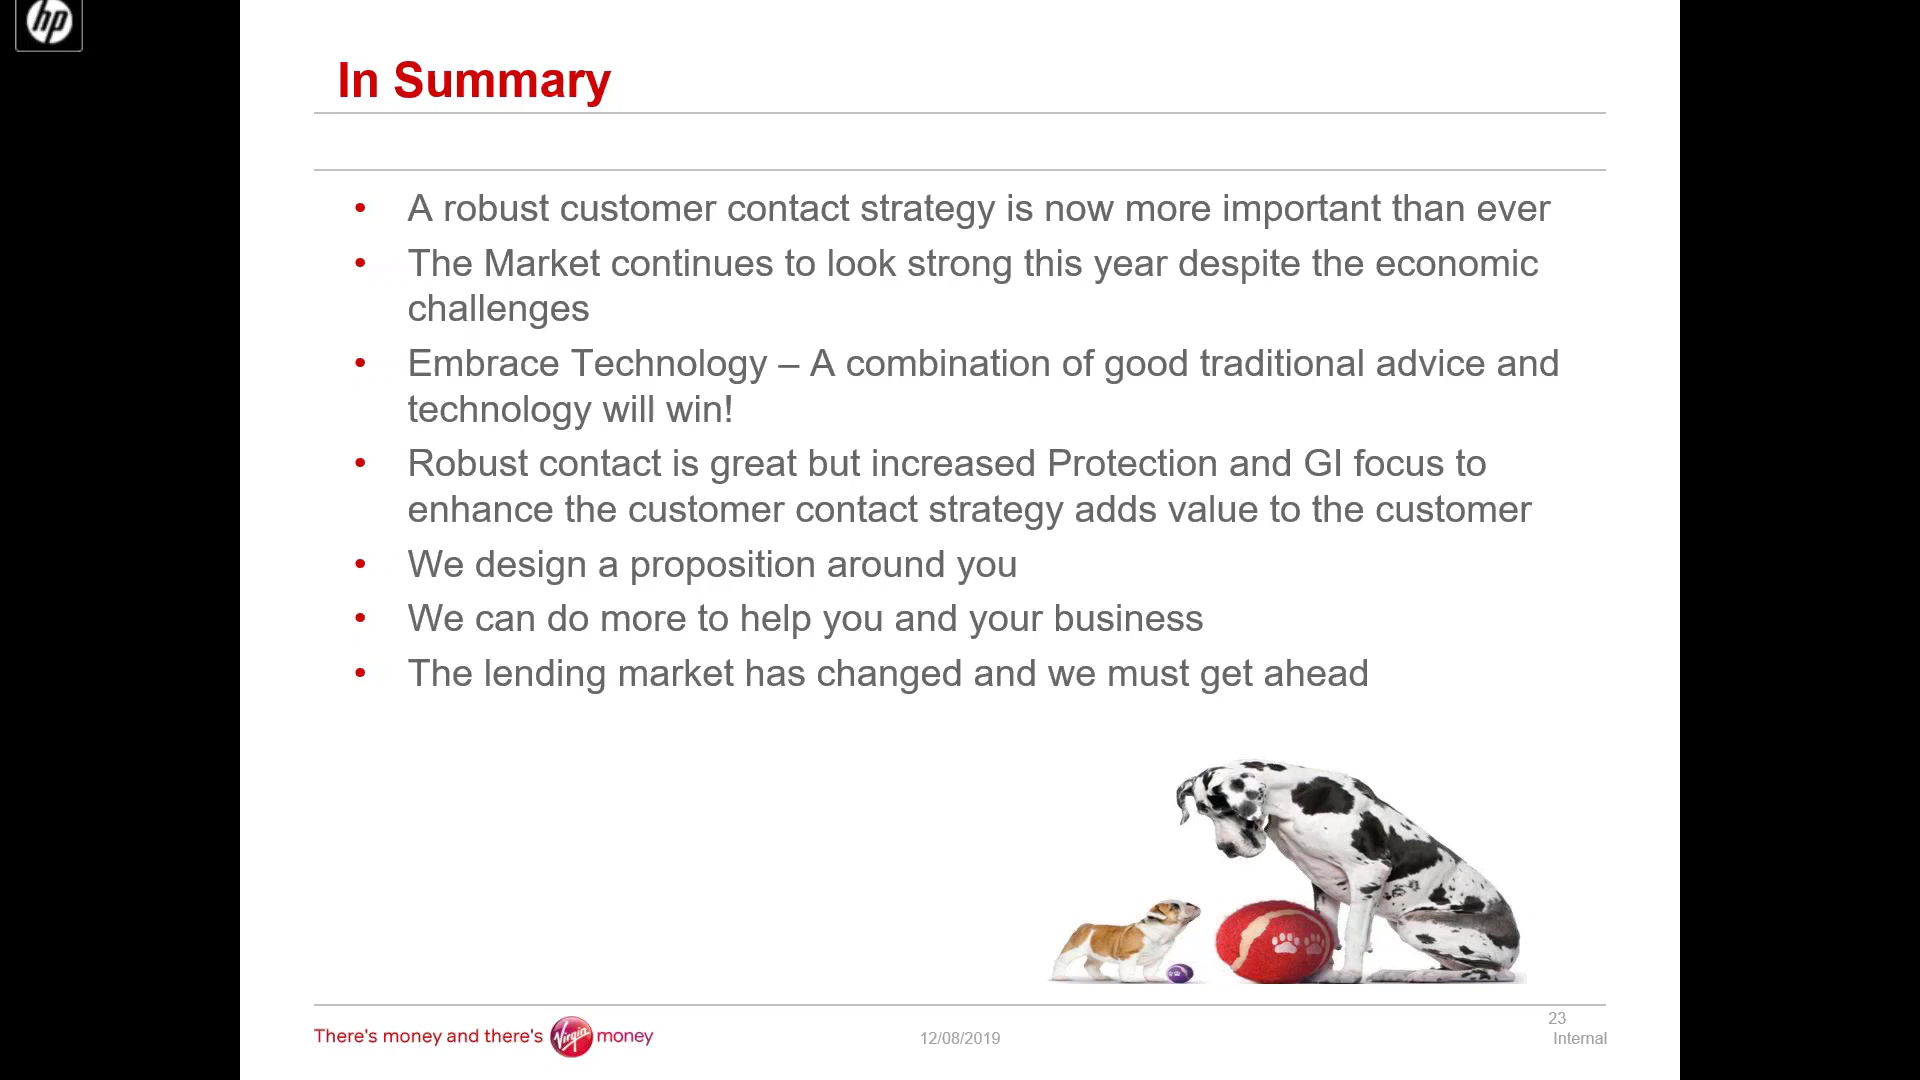 hp
In Summary
• A robust customer contact strategy is now more important than ever
• The Market continues to look strong this year despite the economic
challenges
• Embrace Technology – A combination of good traditional advice and
technology will win!
• Robust contact is great but increased Protection and GI focus to
enhance the customer contact strategy adds value to the customer
• We design a proposition around you
• We can do more to help you and your business
• The lending market has changed and we must get ahead
There's money and there's Virgin money
12/08/2019
23
Internal